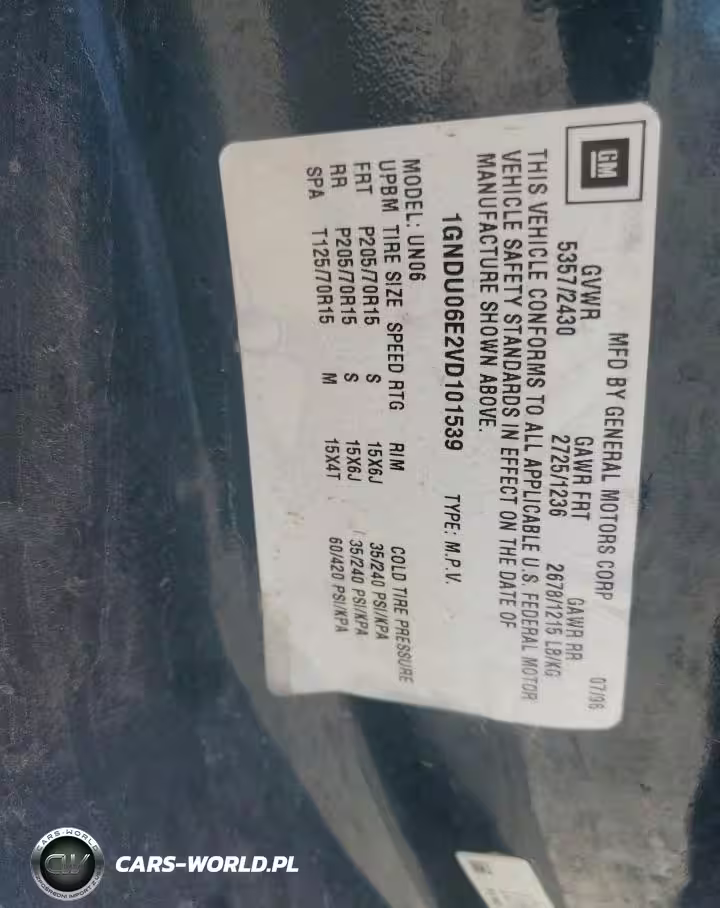 GM
MFD BY GENERAL MOTORS CORP 07/96
GVWR GAWR FRT GAWR RR
5357/2430 2725/1236 2678/1215 LB/KG
THIS VEHICLE CONFORMS TO ALL APPLICABLE U.S. FEDERAL MOTOR
VEHICLE SAFETY STANDARDS IN EFFECT ON THE DATE OF
MANUFACTURE SHOWN ABOVE.
1GNDU06E2VD101539 TYPE: M.P.V.
MODEL: UN06
UPBM TIRE SIZE SPEED RTG RIM COLD TIRE PRESSURE
FRT P205/70R15 S 15X6J 35/240 PSI/KPA
RR P205/70R15 S 15X6J 35/240 PSI/KPA
SPA T125/70R15 M 15X4T 60/420 PSI/KPA
CARS-WORLD
CW
CARS-WORLD.PL